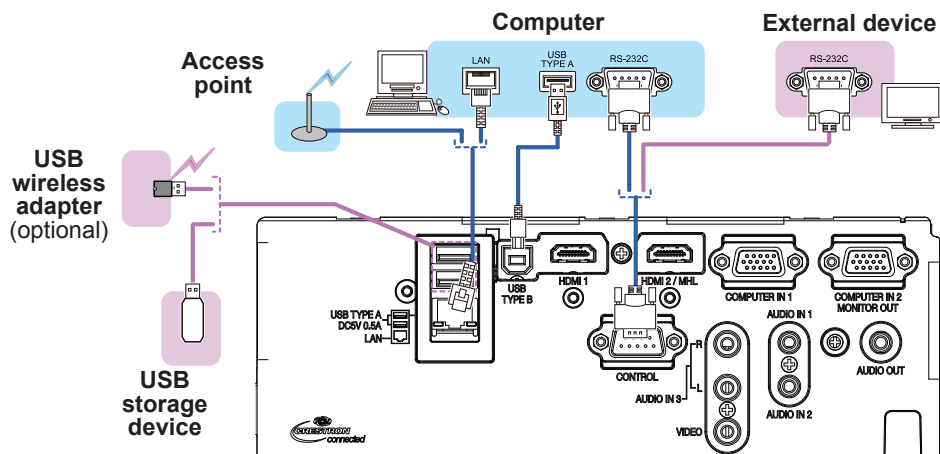 Computer
External device
Access
point
LAN
USB
TYPE A
RS-232C
RS-232C
USB
wireless
adapter
(optional)
USB
storage
device
USB TYPE A
DC5V 0.5A
LAN
USB
TYPE B
HDMI 1
HDMI 2 / MHL
COMPUTER IN 1
COMPUTER IN 2
MONITOR OUT
CONTROL
R
L
AUDIO IN 3
VIDEO
AUDIO IN 1
AUDIO IN 2
AUDIO OUT
CRESTRON
connected